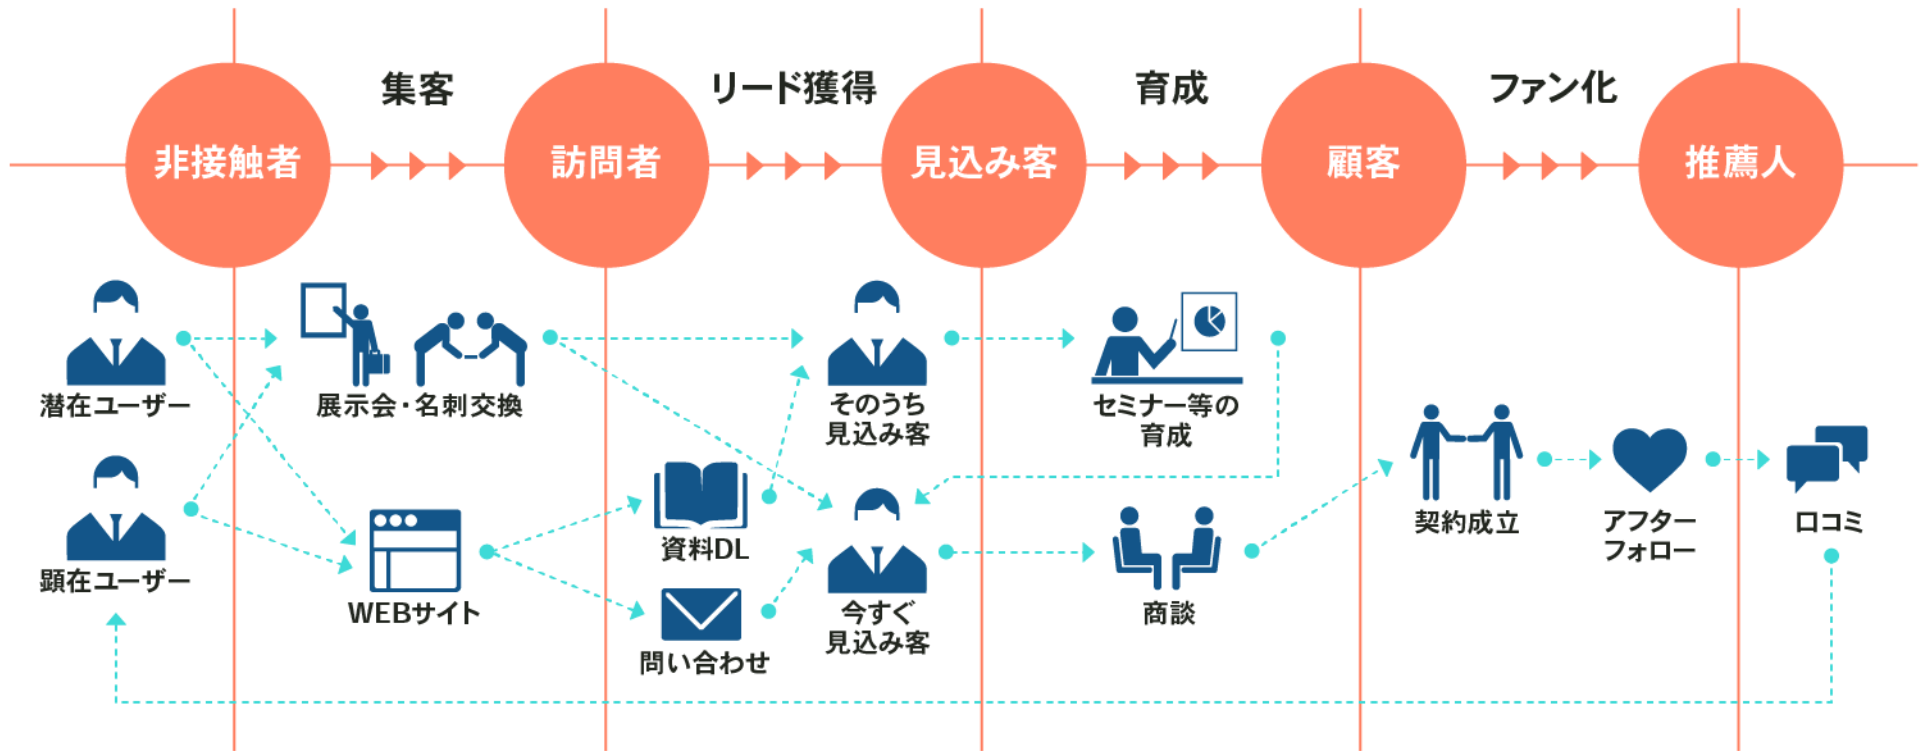 集客
リード獲得
育成
ファン化
非接触者
訪問者
見込み客
顧客
推薦人
潜在ユーザー
展示会・名刺交換
そのうち
見込み客
セミナー等の
育成
顕在ユーザー
WEBサイト
資料DL
問い合わせ
今すぐ
見込み客
商談
契約成立
アフター
フォロー
口コミ